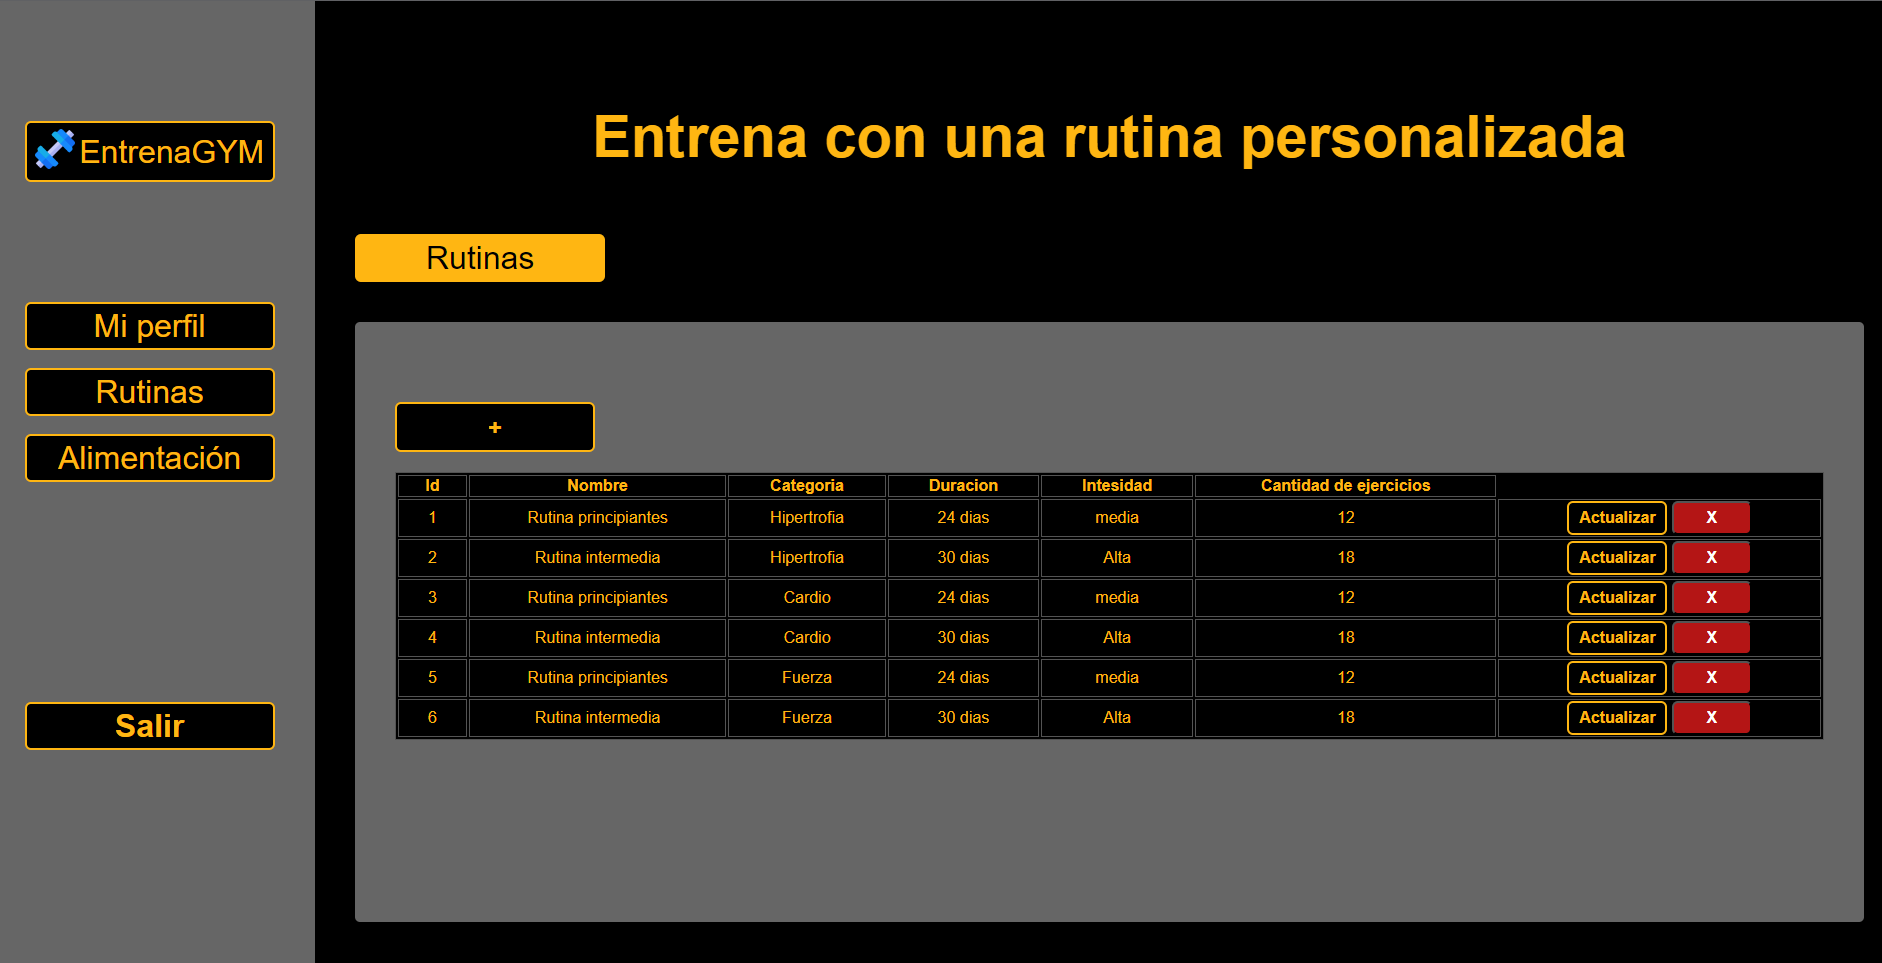 EntrenaGYM
Mi perfil
Rutinas
Alimentación
Salir
Entrena con una rutina personalizada
Rutinas
+
Id Nombre Categoria Duracion Intesidad Cantidad de ejercicios
1 Rutina principiantes Hipertrofia 24 dias media 12 Actualizar X
2 Rutina intermedia Hipertrofia 30 dias Alta 18 Actualizar X
3 Rutina principiantes Cardio 24 dias media 12 Actualizar X
4 Rutina intermedia Cardio 30 dias Alta 18 Actualizar X
5 Rutina principiantes Fuerza 24 dias media 12 Actualizar X
6 Rutina intermedia Fuerza 30 dias Alta 18 Actualizar X